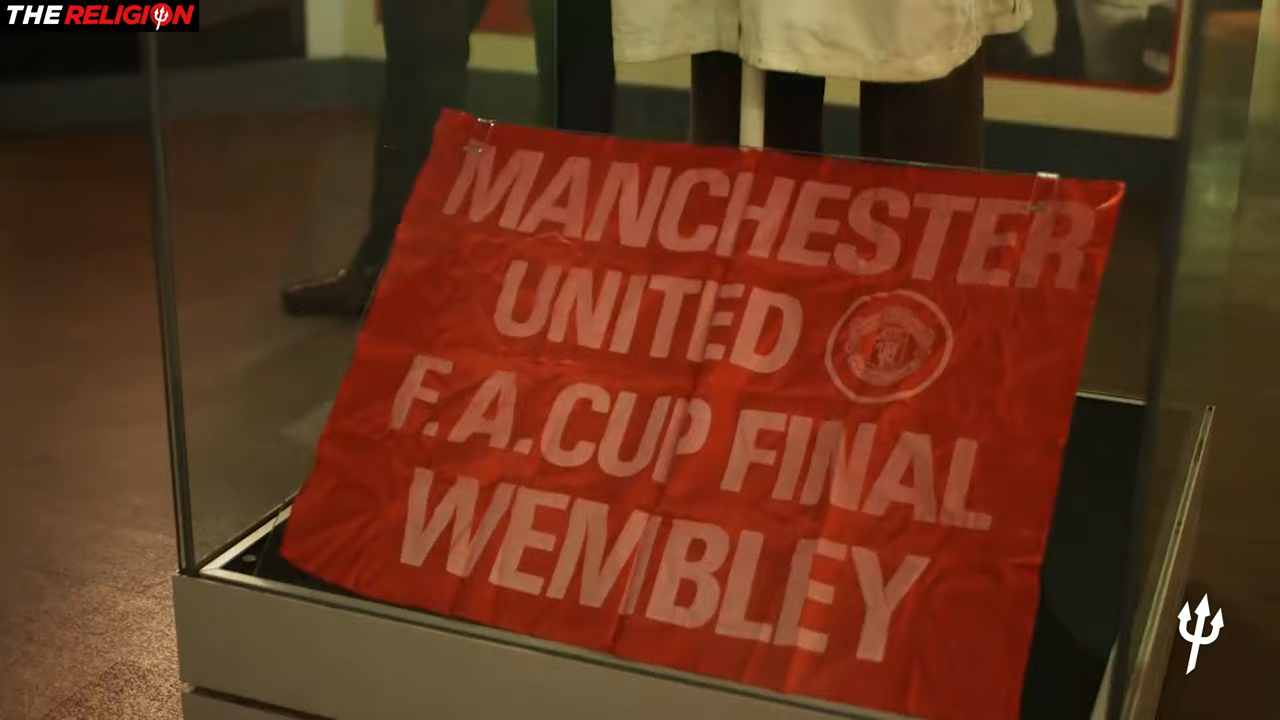 THE RELIGION
MANCHESTER
UNITED
F.A.CUP FINAL
WEMBLEY